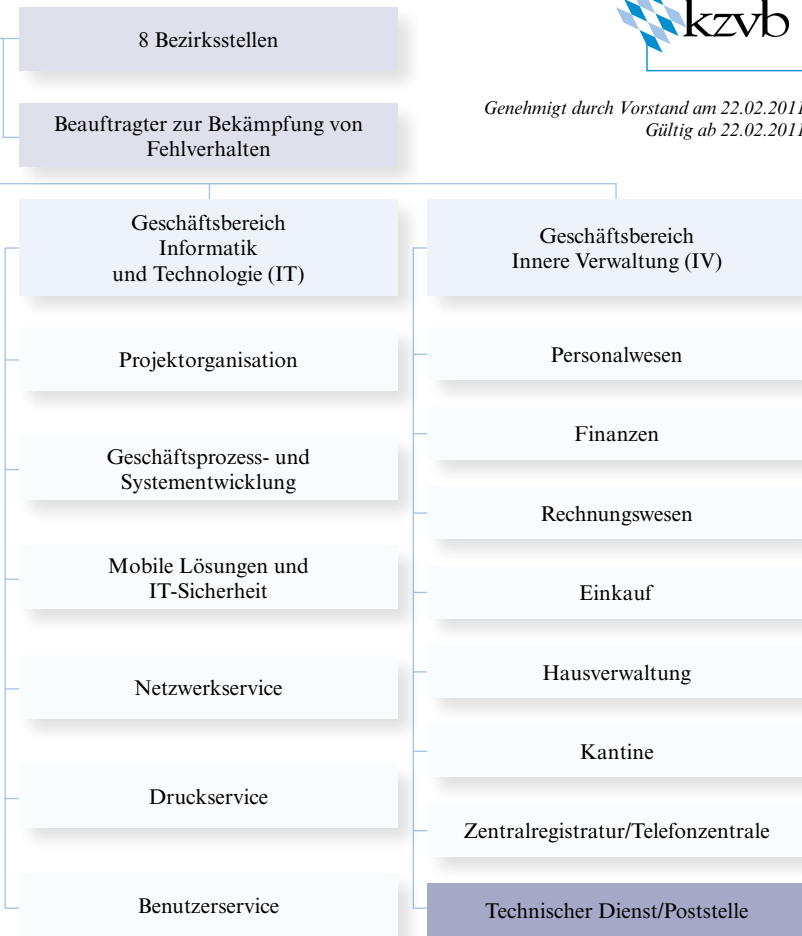 8 Bezirksstellen
kzvb
Genehmigt durch Vorstand am 22.02.2011
Gültig ab 22.02.2011
Beauftragter zur Bekämpfung von
Fehlverhalten
Geschäftsbereich
Informatik
und Technologie (IT)
Projektorganisation
Geschäftsprozess- und
Systementwicklung
Mobile Lösungen und
IT-Sicherheit
Netzwerkservice
Druckservice
Benutzerservice
Geschäftsbereich
Innere Verwaltung (IV)
Personalwesen
Finanzen
Rechnungswesen
Einkauf
Hausverwaltung
Kantine
Zentralregistratur/Telefonzentrale
Technischer Dienst/Poststelle